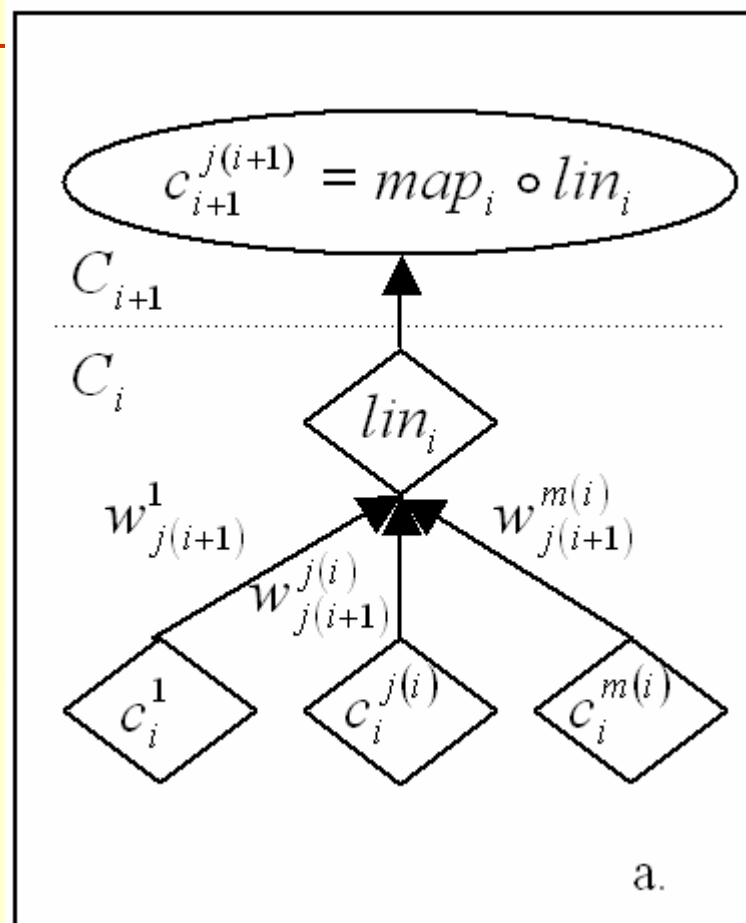 c_{i+1}^{j(i+1)} = map_i ∘ lin_i
C_{i+1}
C_i
lin_i
w_{j(i+1)}^{1} w_{j(i+1)}^{m(i)}
w_{j(i+1)}^{j(i)}
c_i^{1} c_i^{j(i)} c_i^{m(i)}
a.